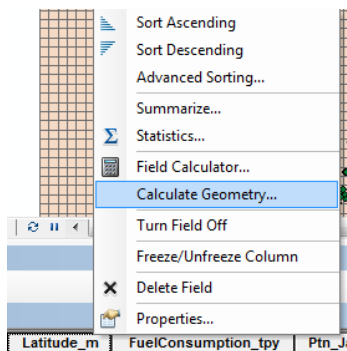 Sort Ascending
Sort Descending
Advanced Sorting...
Summarize...
Σ Statistics...
Field Calculator...
Calculate Geometry...
Turn Field Off
Freeze/Unfreeze Column
Delete Field
Properties...
Latitude_m FuelConsumption_tpy